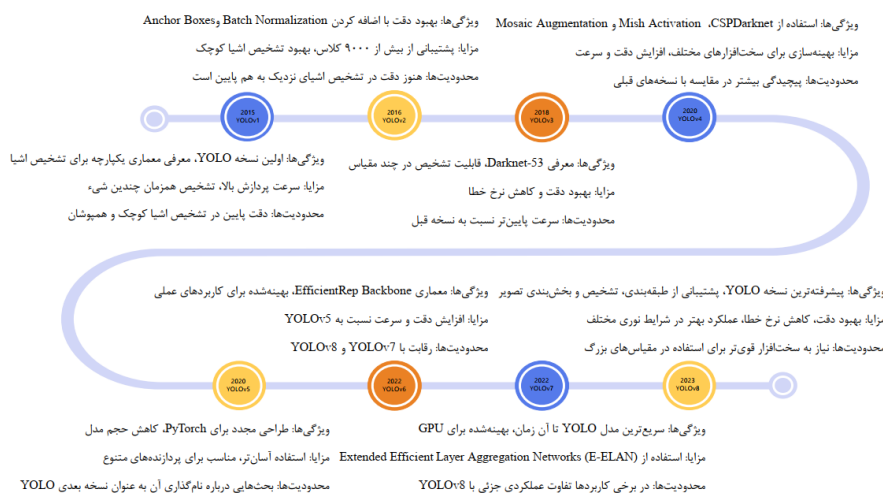 ویژگی‌ها: بهبود دقت با اضافه کردن Batch Normalization وAnchor Boxes
مزایا: پشتیبانی از بیش از ۹۰۰۰ کلاس، بهبود تشخیص اشیا کوچک
محدودیت‌ها: هنوز دقت در تشخیص اشیای نزدیک به هم پایین است
ویژگی‌ها: استفاده از CSPDarknet، Mish Activation و Mosaic Augmentation
مزایا: بهینه‌سازی برای سخت‌افزارهای مختلف، افزایش دقت و سرعت
محدودیت‌ها: پیچیدگی بیشتر در مقایسه با نسخه‌های قبلی
2015
YOLOv1
2016
YOLOv2
2018
YOLOv3
2020
YOLOv4
ویژگی‌ها: اولین نسخه YOLO، معرفی معماری یکپارچه برای تشخیص اشیا
مزایا: سرعت پردازش بالا، تشخیص همزمان چندین شیء
محدودیت‌ها: دقت پایین در تشخیص اشیا کوچک و همپوشان
ویژگی‌ها: معرفی Darknet-53، قابلیت تشخیص در چند مقیاس
مزایا: بهبود دقت و کاهش نرخ خطا
محدودیت‌ها: سرعت پایین‌تر نسبت به نسخه قبل
ویژگی‌ها: معماری EfficientRep Backbone، بهینه‌شده برای کاربردهای عملی
مزایا: افزایش دقت و سرعت نسبت به YOLOv5
محدودیت‌ها: رقابت با YOLOv7 و YOLOv8
ویژگی‌ها: پیشرفته‌ترین نسخه YOLO، پشتیبانی از طبقه‌بندی، تشخیص و بخش‌بندی تصویر
مزایا: بهبود دقت، کاهش نرخ خطا، عملکرد بهتر در شرایط نوری مختلف
محدودیت‌ها: نیاز به سخت‌افزار قوی‌تر برای استفاده در مقیاس‌های بزرگ
2020
YOLOv5
2022
YOLOv6
2022
YOLOv7
2023
YOLOv8
ویژگی‌ها: طراحی مجدد برای PyTorch، کاهش حجم مدل
مزایا: استفاده آسان‌تر، مناسب برای پردازنده‌های متنوع
محدودیت‌ها: بحث‌هایی درباره نام‌گذاری آن به عنوان نسخه بعدی YOLO
ویژگی‌ها: سریع‌ترین مدل YOLO تا آن زمان، بهینه‌شده برای GPU
مزایا: استفاده از Extended Efficient Layer Aggregation Networks (E-ELAN)
محدودیت‌ها: در برخی کاربردها تفاوت عملکردی جزئی با YOLOv8